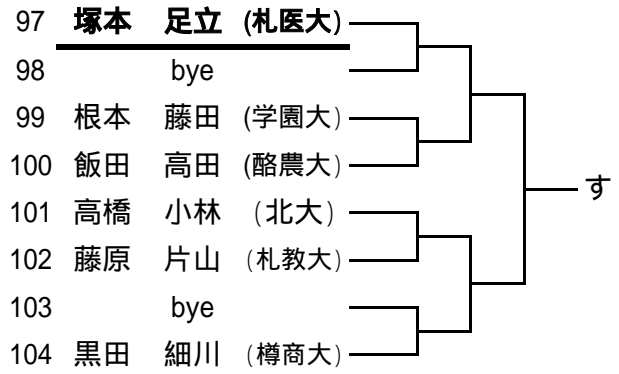 97 塚本 足立 (札医大)
98 bye
99 根本 藤田 (学園大)
100 飯田 高田 (酪農大)
す
101 高橋 小林 (北大)
102 藤原 片山 (札教大)
103 bye
104 黒田 細川 (樽商大)